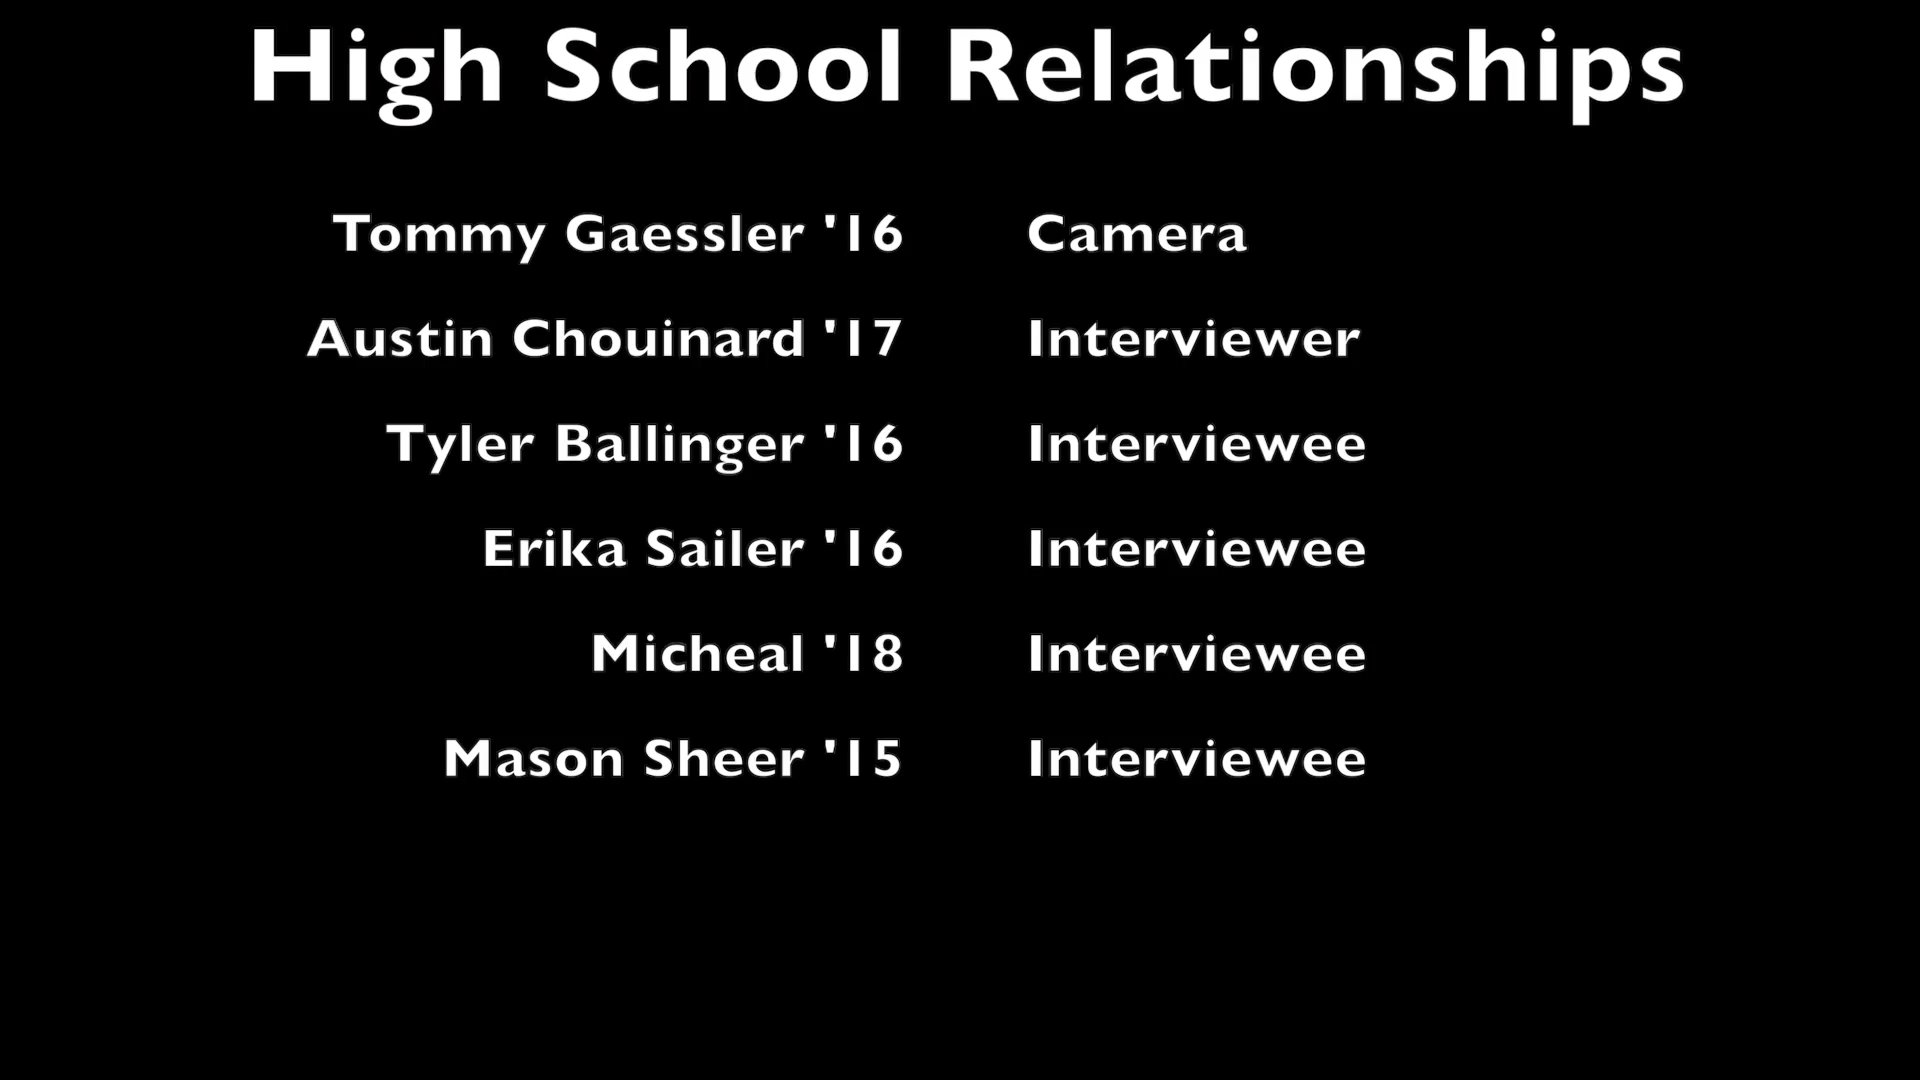 High School Relationships
Tommy Gaessler '16 Camera
Austin Chouinard '17 Interviewer
Tyler Ballinger '16 Interviewee
Erika Sailer '16 Interviewee
Micheal '18 Interviewee
Mason Sheer '15 Interviewee